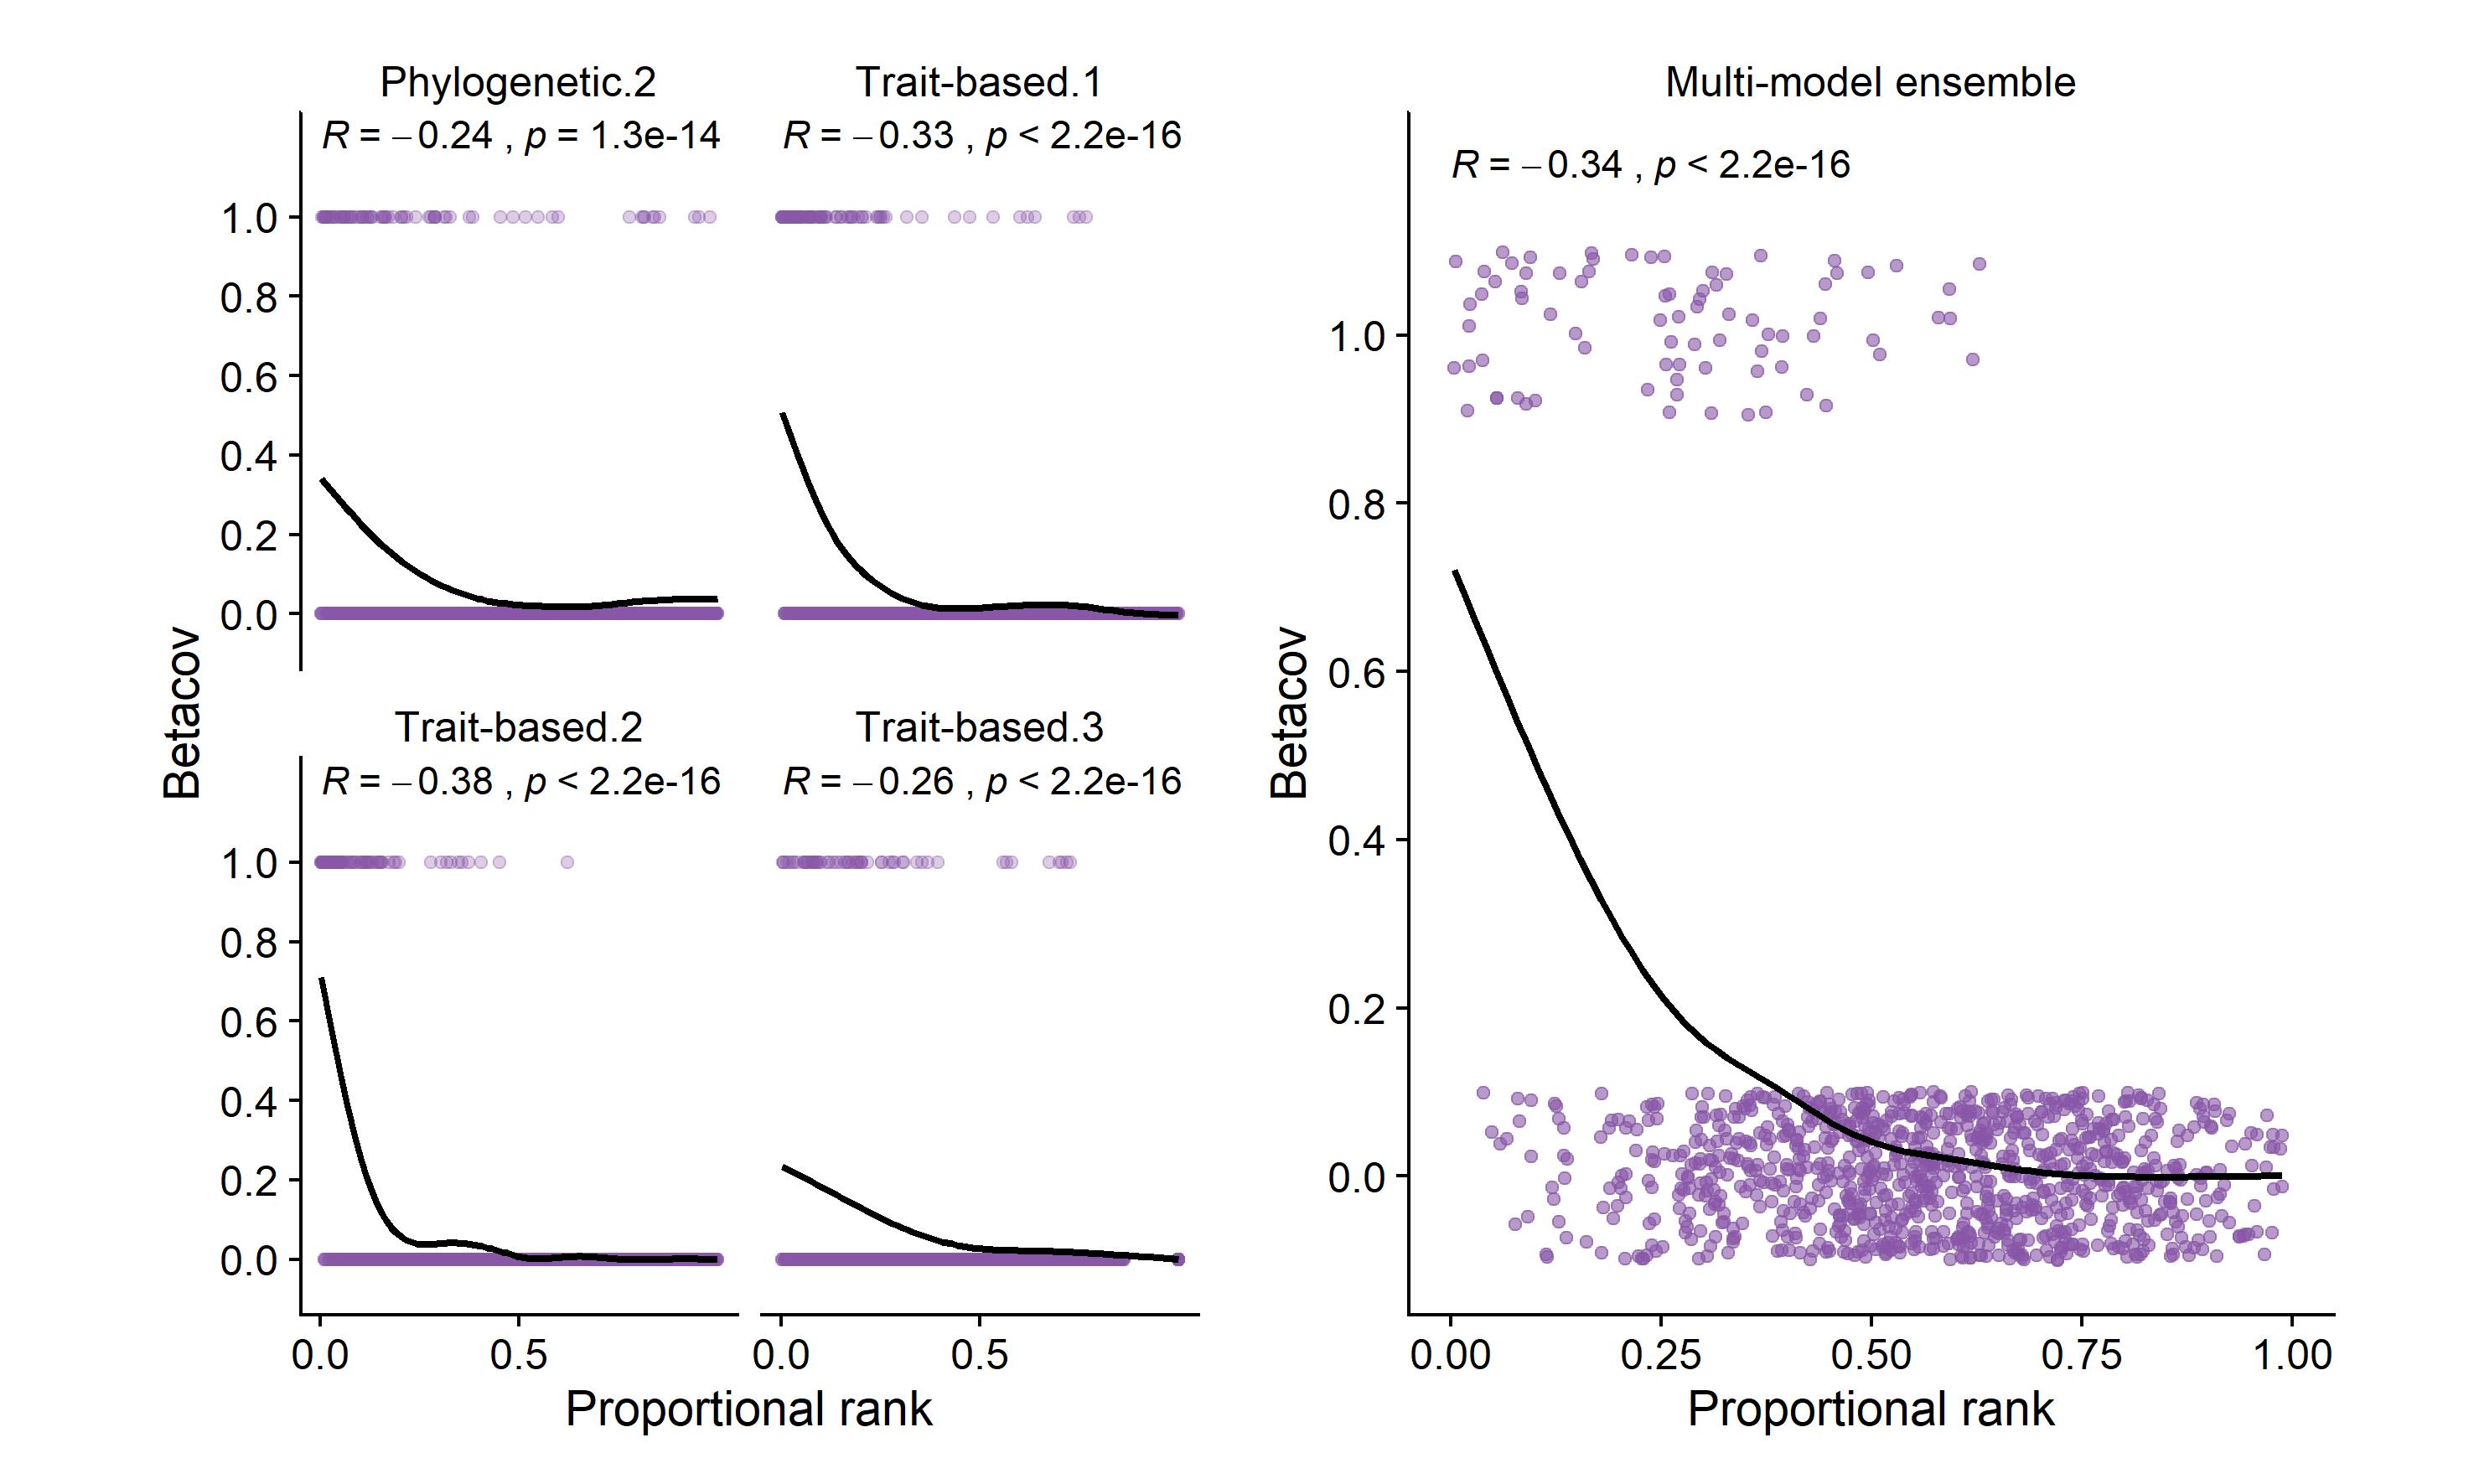 Phylogenetic.2
R = −0.24 , p = 1.3e-14
Trait-based.1
R = −0.33 , p < 2.2e-16
1.0
0.8
0.6
0.4
0.2
0.0
Betacov
Trait-based.2
R = −0.38 , p < 2.2e-16
Trait-based.3
R = −0.26 , p < 2.2e-16
1.0
0.8
0.6
0.4
0.2
0.0
0.0 0.5
0.0 0.5
Proportional rank
Multi-model ensemble
R = −0.34 , p < 2.2e-16
1.0
0.8
0.6
0.4
0.2
0.0
Betacov
0.00 0.25 0.50 0.75 1.00
Proportional rank